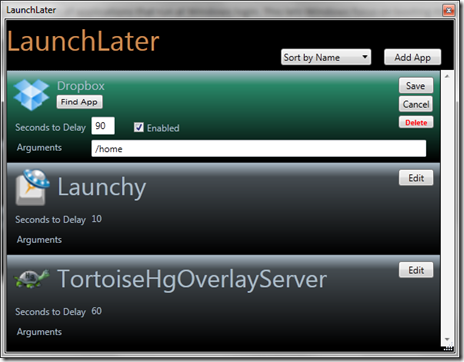 LaunchLater
LaunchLater
Sort by Name Add App
Dropbox Save
Find App Cancel
Seconds to Delay 90 Enabled Delete
Arguments /home
Launchy Edit
Seconds to Delay 10
Arguments
TortoiseHgOverlayServer Edit
Seconds to Delay 60
Arguments